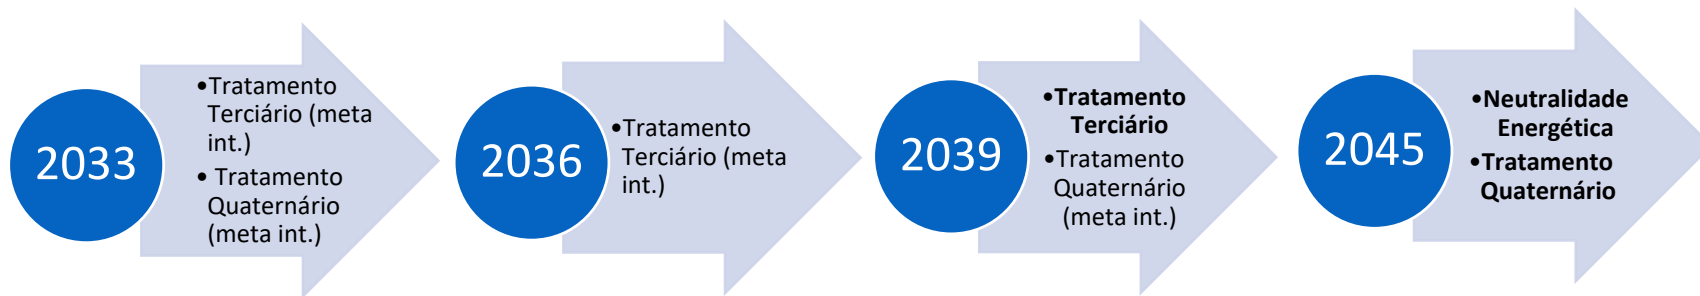 2033
•Tratamento
Terciário (meta
int.)
• Tratamento
Quaternário
(meta int.)
2036
•Tratamento
Terciário (meta
int.)
2039
•Tratamento
Terciário
•Tratamento
Quaternário
(meta int.)
2045
•Neutralidade
Energética
•Tratamento
Quaternário